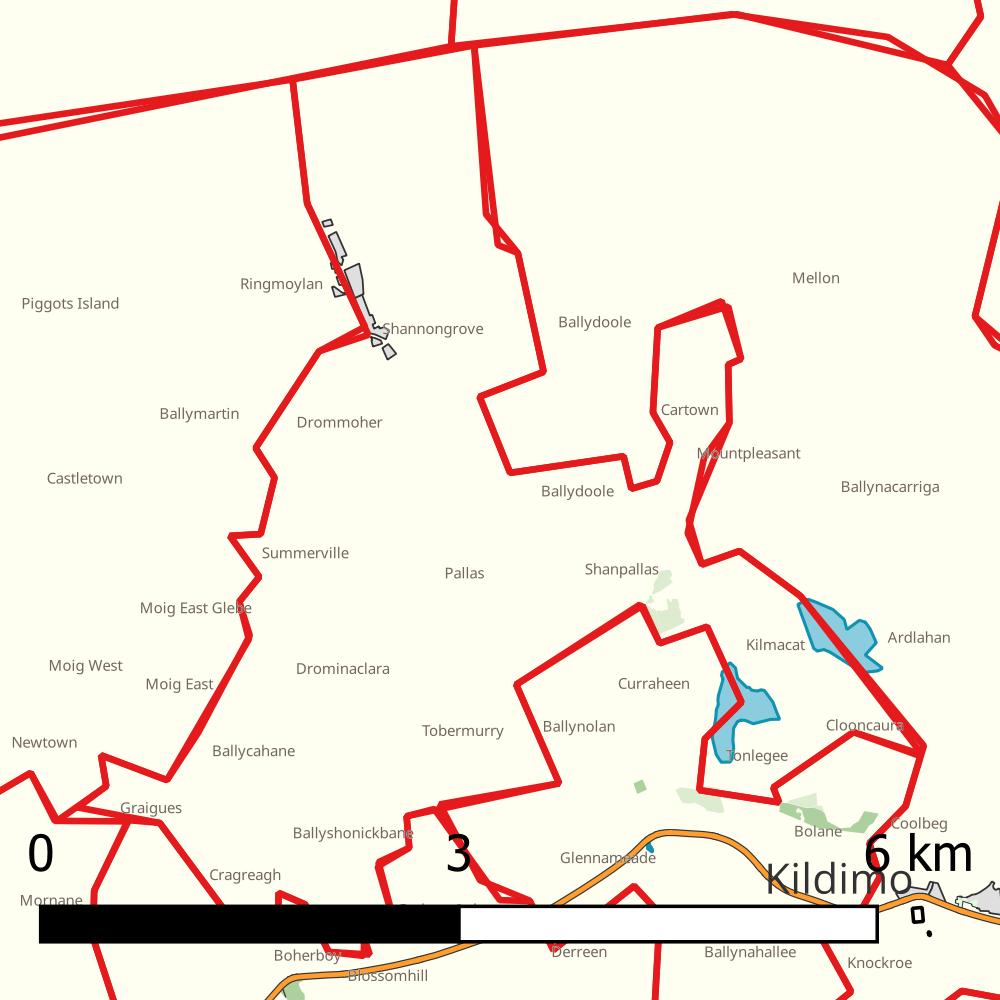 Mellon
Ringmoylan
Piggots Island
Ballydoole
Shannongrove
Cartown
Ballymartin
Drommoher
Mountpleasant
Castletown
Ballynacarriga
Ballydoole
Summerville
Pallas
Shanpallas
Moig East Glebe
Ardlahan
Kilmacat
Moig West
Drominaclara
Moig East
Curraheen
Clooncaura
Ballynolan
Tobermurry
Newtown
Ballycahane
Tonlegee
Graigues
Coolbeg
Bolane
Ballyshonickbane
0 3 6 km
Glennameade
Cragreagh
Kildimo
Mornane
Derreen
Ballynahallee
Boherboy
Knockroe
Blossomhill